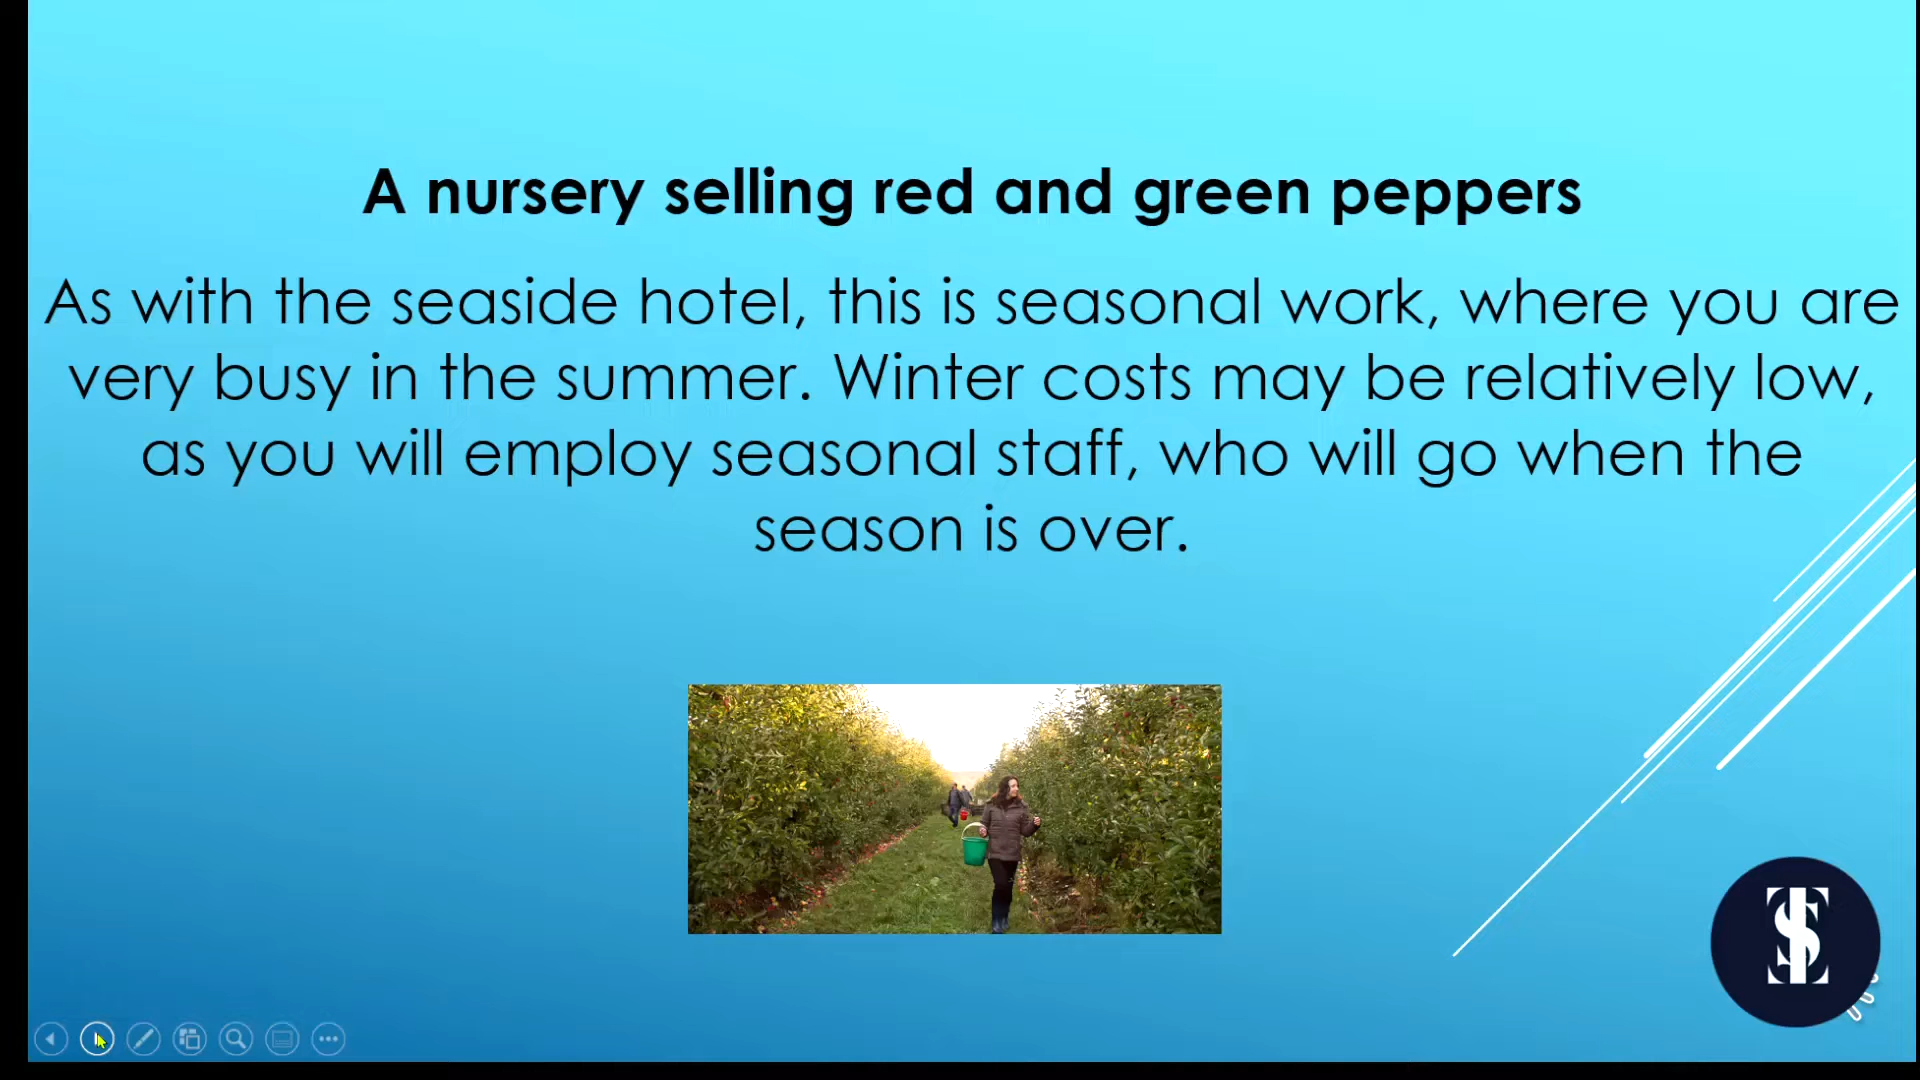 A nursery selling red and green peppers
As with the seaside hotel, this is seasonal work, where you are
very busy in the summer. Winter costs may be relatively low,
as you will employ seasonal staff, who will go when the
season is over.